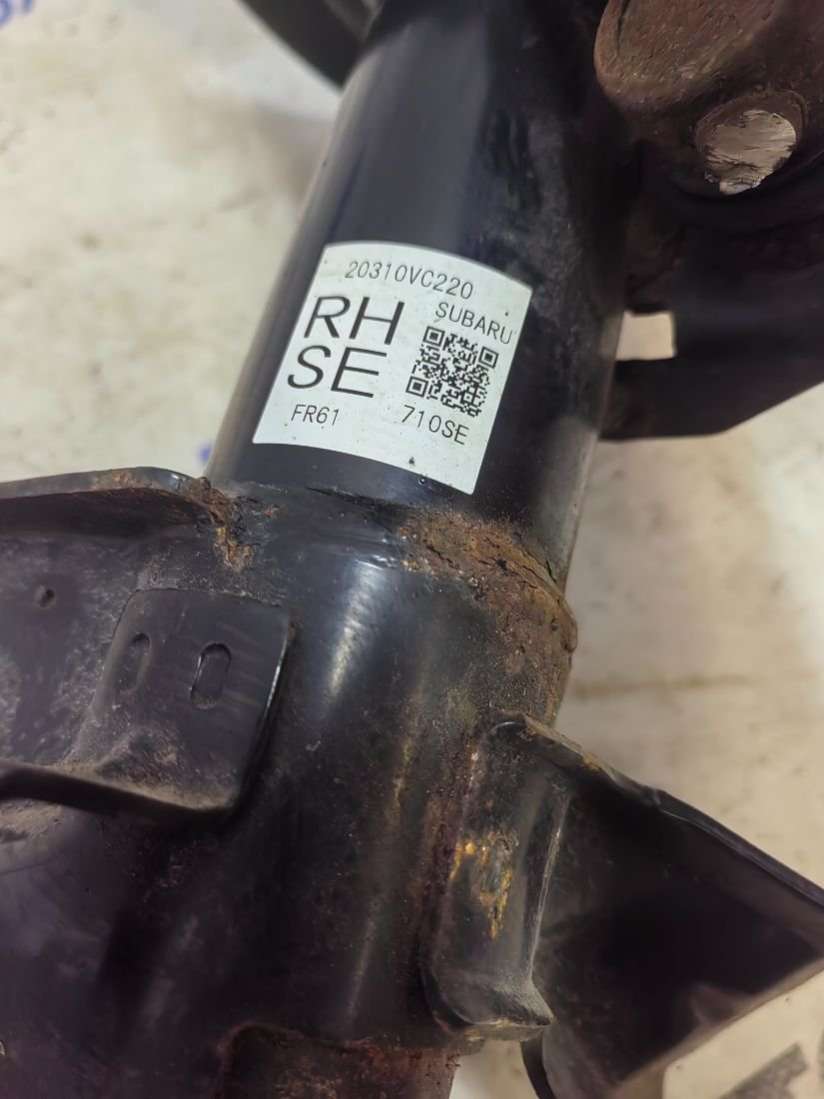 20310VC220
SUBARU
RH
SE
FR61 710SE